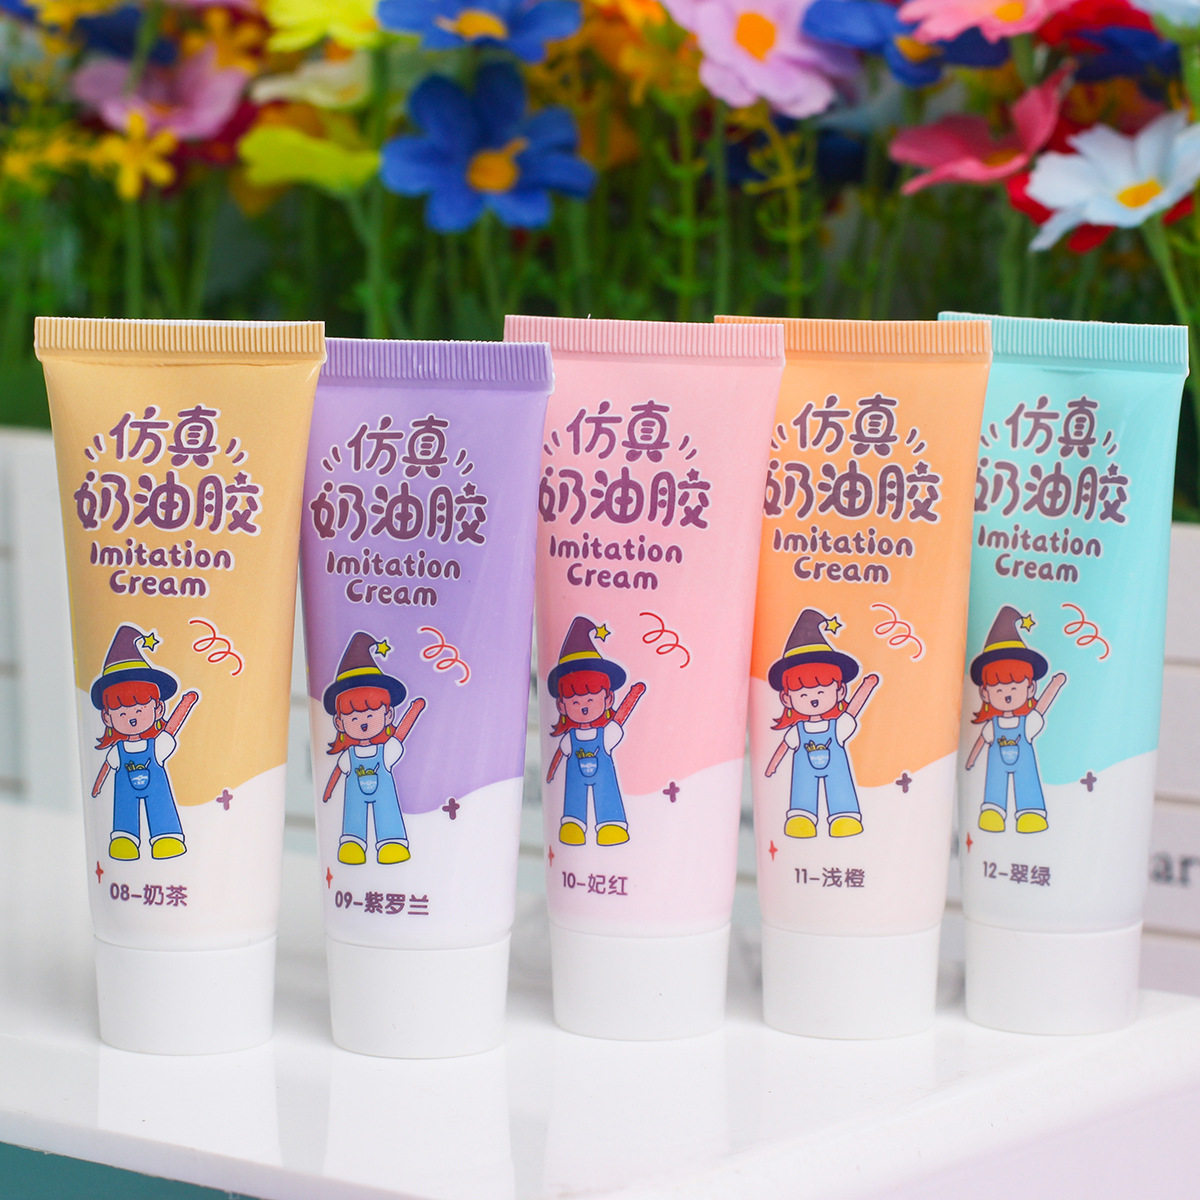 仿真
奶油胶
Imitation
Cream
08-奶茶
仿真
奶油胶
Imitation
Cream
09-紫罗兰
仿真
奶油胶
Imitation
Cream
10-妃红
仿真
奶油胶
Imitation
Cream
11-浅橙
仿真
奶油胶
Imitation
Cream
12-翠绿